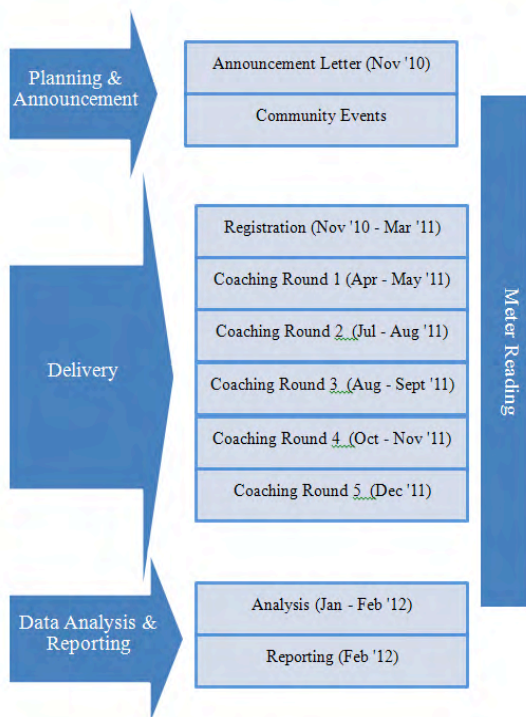 Planning &
Announcement
Announcement Letter (Nov '10)
Community Events
Delivery
Registration (Nov '10 - Mar '11)
Coaching Round 1 (Apr - May '11)
Coaching Round 2 (Jul - Aug '11)
Coaching Round 3 (Aug - Sept '11)
Coaching Round 4 (Oct - Nov '11)
Coaching Round 5 (Dec '11)
Data Analysis &
Reporting
Analysis (Jan - Feb '12)
Reporting (Feb '12)
Meter Reading